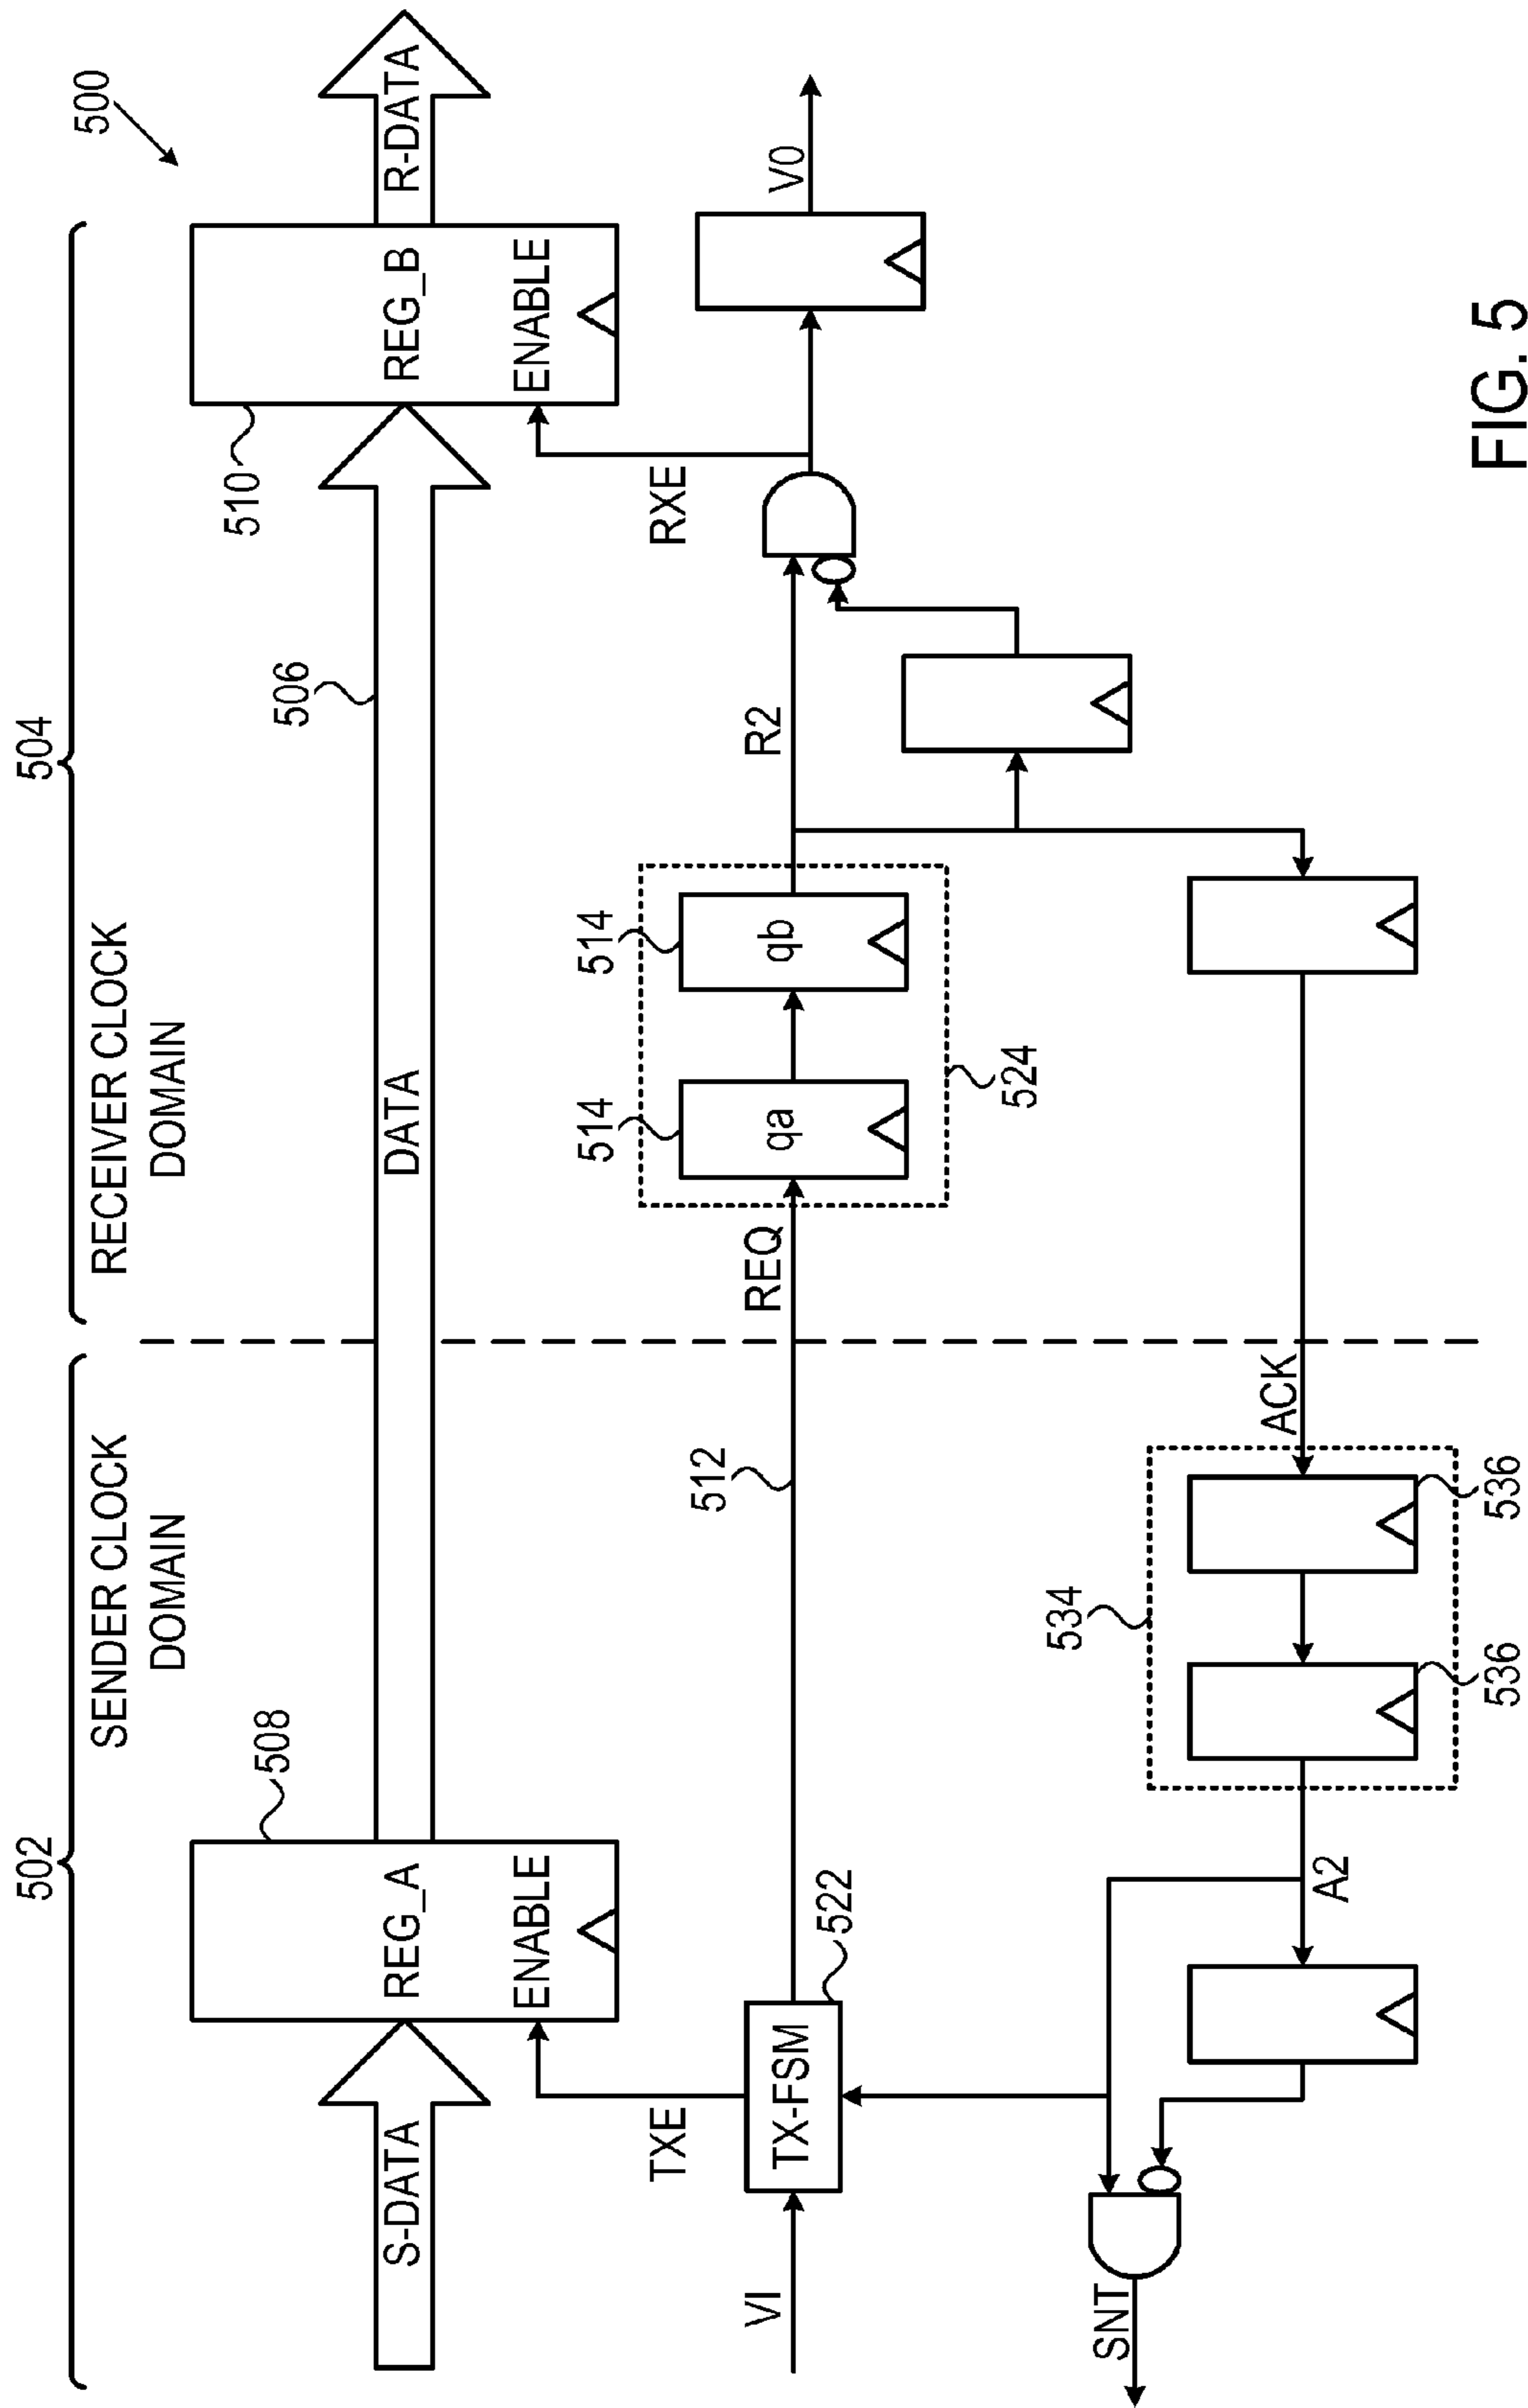 500
502
504
SENDER CLOCK
DOMAIN
RECEIVER CLOCK
DOMAIN
508
510
S-DATA
REG_A
ENABLE
DATA
506
REG_B
ENABLE
R-DATA
TXE
RXE
VI
TX-FSM
522
512
REQ
514
qa
514
qb
524
R2
V0
SNT
A2
534
536
536
ACK
FIG. 5